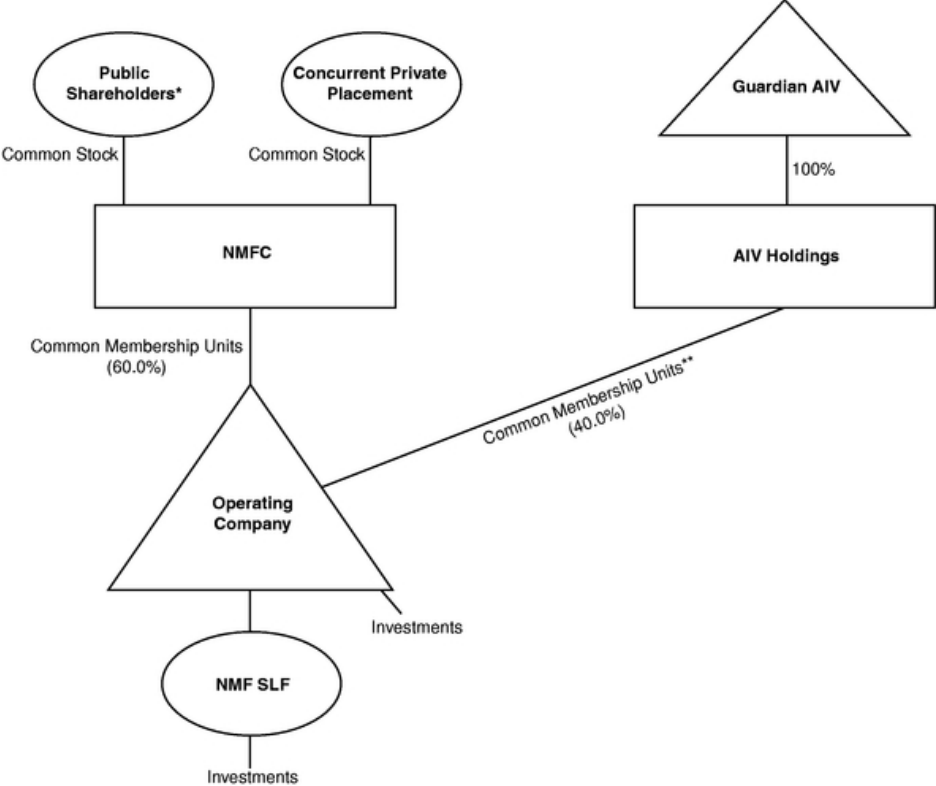 Public
Shareholders*
Concurrent Private
Placement
Guardian AIV
Common Stock
Common Stock
100%
NMFC
AIV Holdings
Common Membership Units
(60.0%)
Common Membership Units**
(40.0%)
Operating
Company
Investments
NMF SLF
Investments